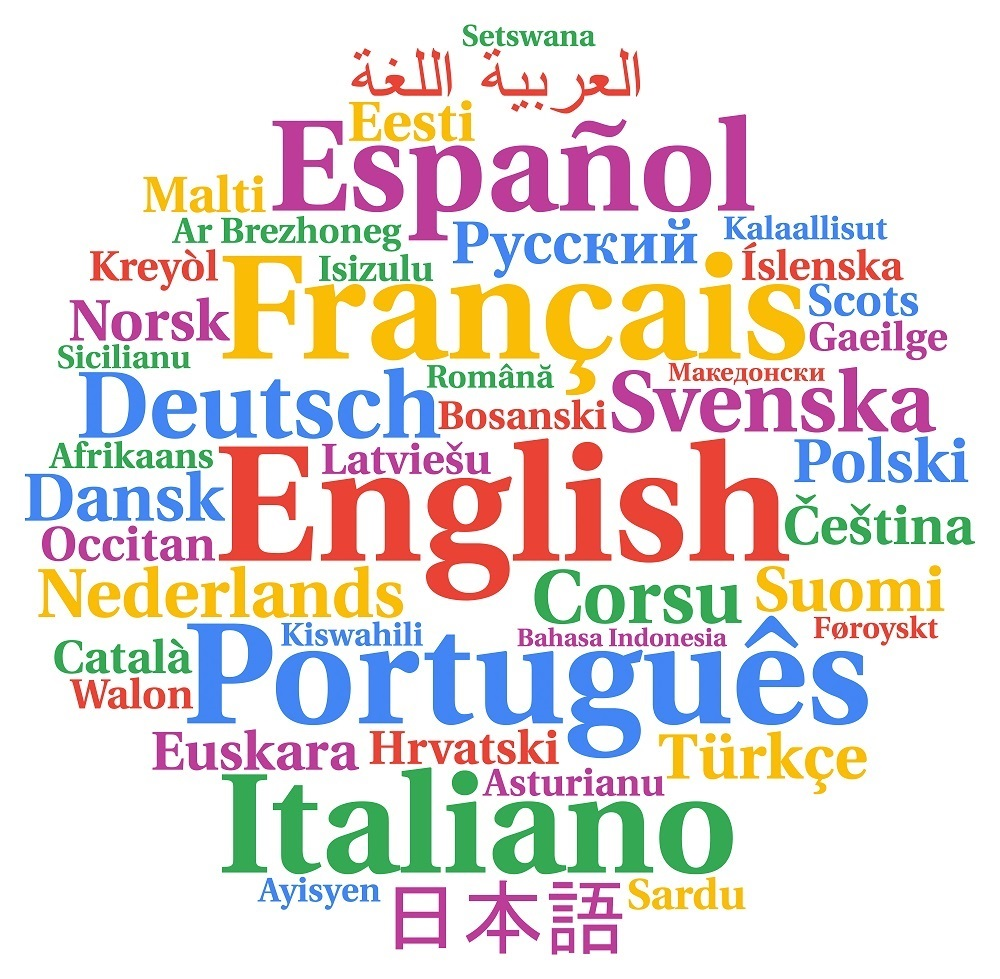 Setswana
العربية اللغة
Eesti
Español
Malti
Ar Brezhoneg
Русский
Kalaallisut
Kreyòl
Isizulu
Íslenska
Français
Norsk
Scots
Gaeilge
Sicilianu
Română
Македонски
Deutsch
Bosanski
Svenska
Afrikaans
Latviešu
Polski
Dansk
English
Čeština
Occitan
Nederlands
Corsu
Suomi
Føroyskt
Kiswahili
Bahasa Indonesia
Català
Português
Walon
Euskara
Hrvatski
Türkçe
Asturianu
Italiano
Ayisyen
日本語
Sardu